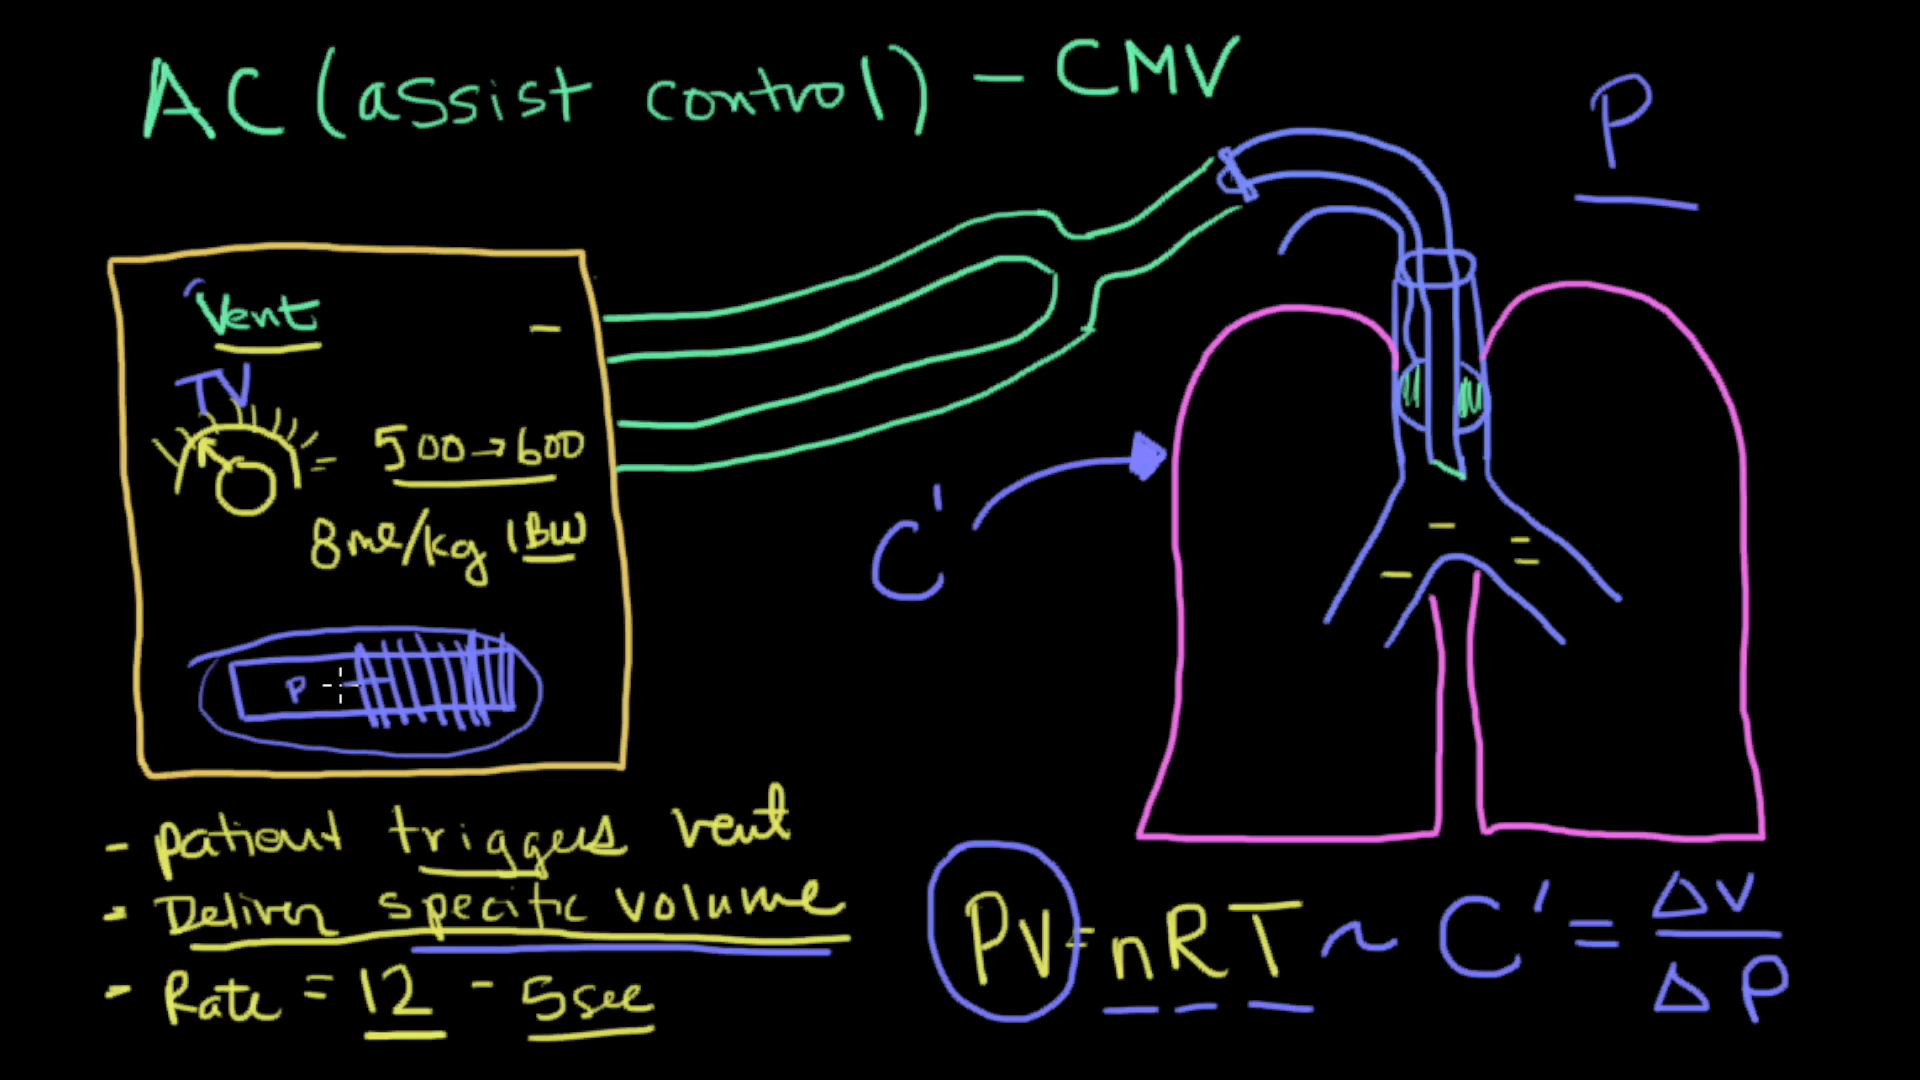 AC (assist control) - CMV
P
Vent
TV
500→600
8ml/kg IBW
C'
P
- patient triggers vent
- Deliver specific volume
- Rate = 12 - 5sec
PV = nRT ~ C' = ΔV / ΔP